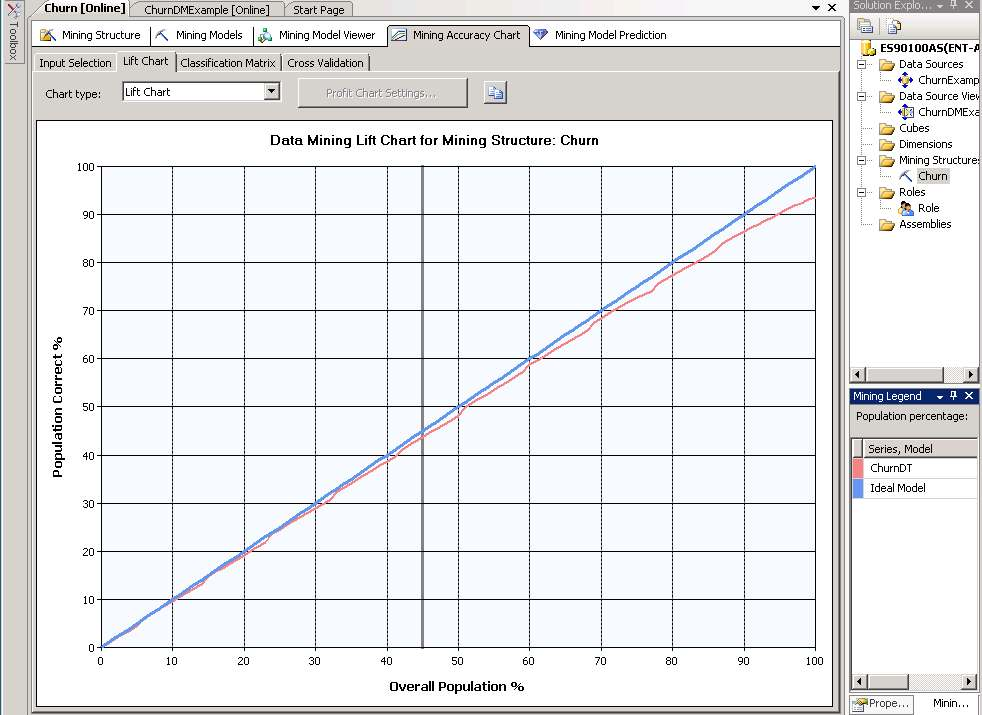 Churn [Online]
ChurnDMExample [Online]
Start Page
Toolbox
Mining Structure
Mining Models
Mining Model Viewer
Mining Accuracy Chart
Mining Model Prediction
Input Selection
Lift Chart
Classification Matrix
Cross Validation
Chart type:
Lift Chart
Profit Chart Settings...
Data Mining Lift Chart for Mining Structure: Churn
Population Correct %
100
90
80
70
60
50
40
30
20
10
0
0 10 20 30 40 50 60 70 80 90 100
Overall Population %
Solution Explo...
ES90100AS(ENT-A
Data Sources
ChurnExamp
Data Source View
ChurnDMExa
Cubes
Dimensions
Mining Structures
Churn
Roles
Role
Assemblies
Mining Legend
Population percentage:
Series, Model
ChurnDT
Ideal Model
Prope...
Minin...